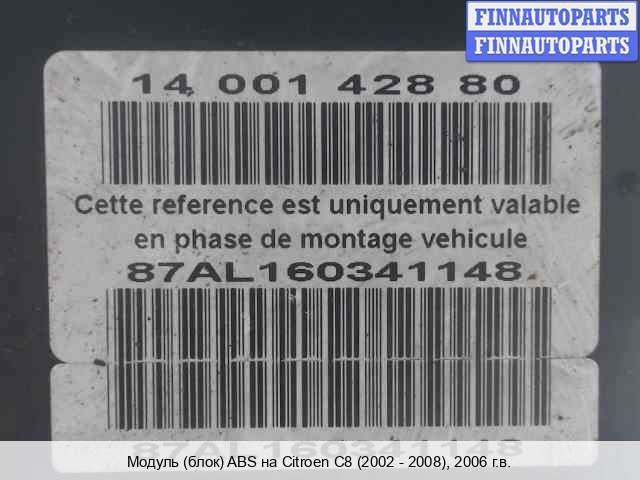 FINNAUTOPARTS
FINNAUTOPARTS
14 001 428 80
Cette reference est uniquement valable
en phase de montage vehicule
87AL160341148
87AL160341148
Модуль (блок) ABS на Citroen C8 (2002 - 2008), 2006 г.в.